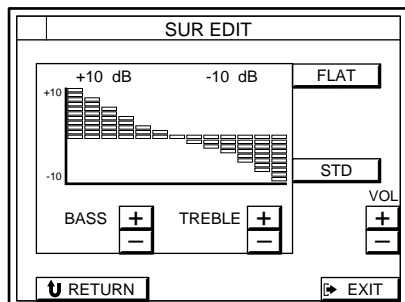 SUR EDIT
+10 dB -10 dB FLAT
+10
-10
STD
VOL
BASS + TREBLE + +
− − −
RETURN EXIT